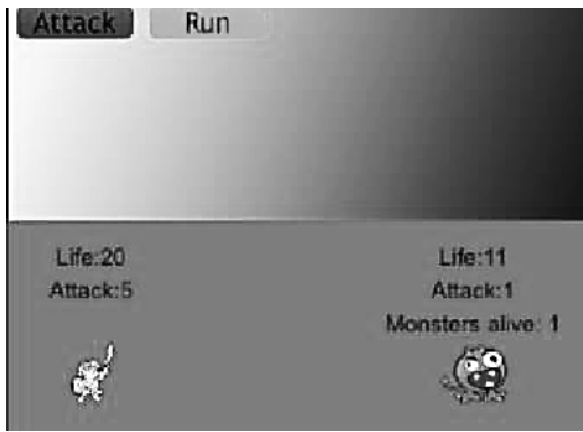 Attack Run
Life:20 Life:11
Attack:5 Attack:1
Monsters alive: 1